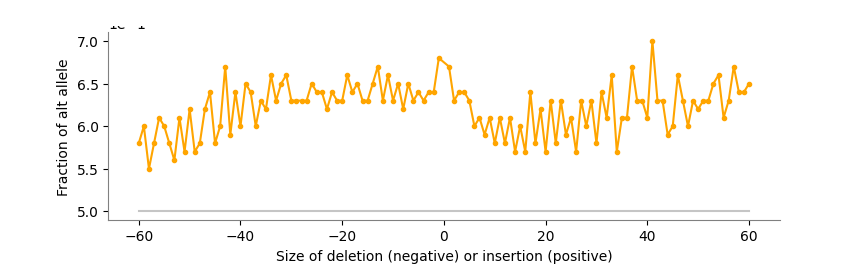 7.0
6.5
6.0
5.5
5.0
Fraction of alt allele
−60 −40 −20 0 20 40 60
Size of deletion (negative) or insertion (positive)